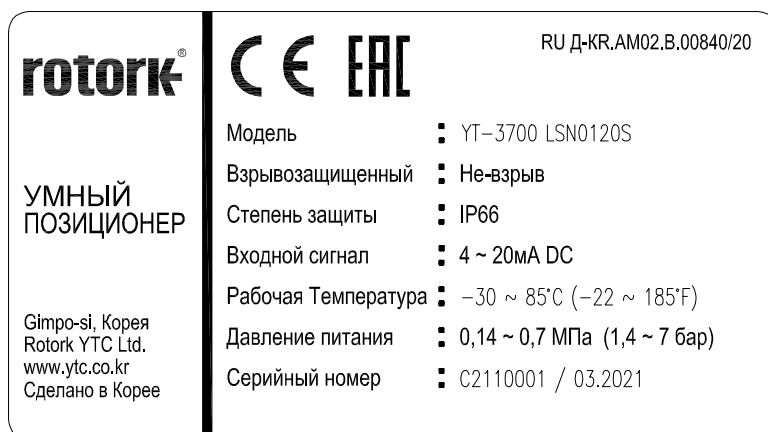 rotork®
УМНЫЙ
ПОЗИЦИОНЕР
Gimpo-si, Корея
Rotork YTC Ltd.
www.ytc.co.kr
Сделано в Корее
CE EAC
RU Д-KR.AM02.B.00840/20
Модель : YT-3700 LSN0120S
Взрывозащищенный : Не-взрыв
Степень защиты : IP66
Входной сигнал : 4 ~ 20мА DC
Рабочая Температура : -30 ~ 85°C (-22 ~ 185°F)
Давление питания : 0,14 ~ 0,7 МПа (1,4 ~ 7 бар)
Серийный номер : C2110001 / 03.2021